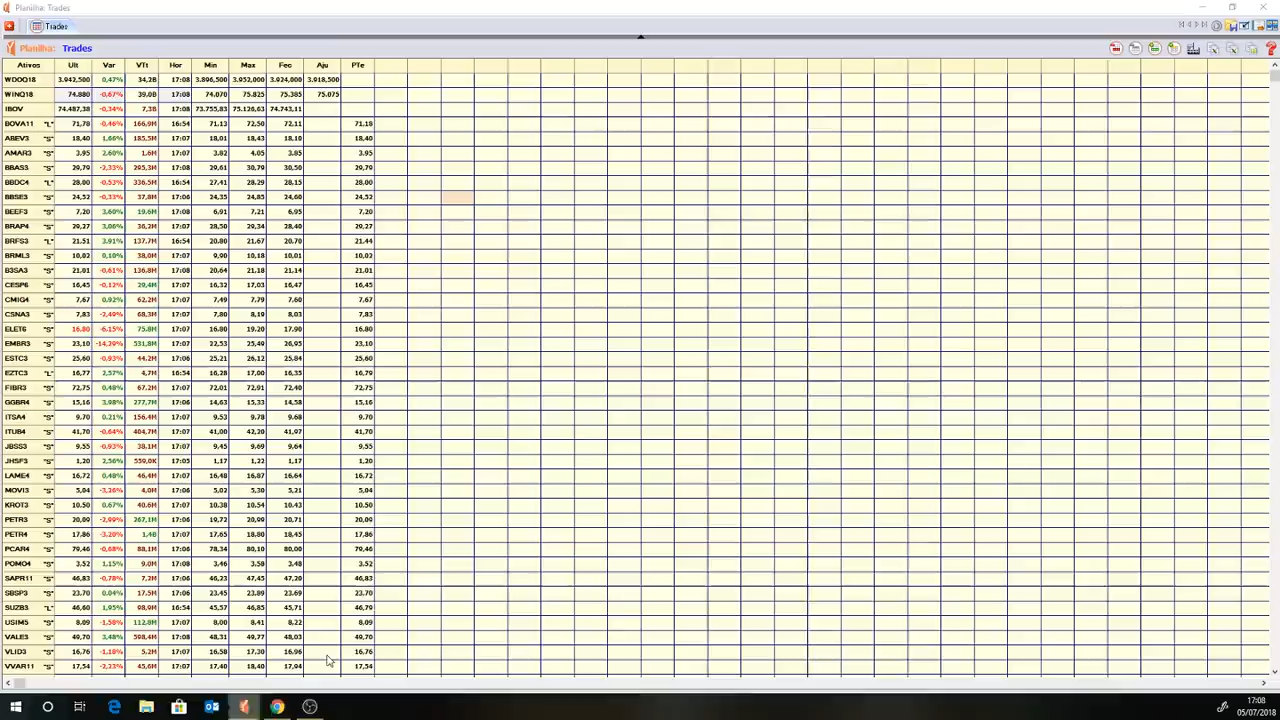 Planilha: Trades
Trades
Planilha: Trades
Ativos Ult Var VTt Hor Min Max Fec Aju PTe
WDOQ18 3.942,500 0,47% 34,2B 17:08 3.896,500 3.952,000 3.924,000 3.918,500
WINQ18 74.880 -0,67% 39,0B 17:08 74.070 75.825 75.385 75.075
IBOV 74.487,38 -0,34% 7,3B 17:08 73.755,83 75.126,63 74.743,11
BOVA11 "L" 71,78 -0,46% 166,9M 16:54 71,13 72,50 72,11 71,18
ABEV3 "S" 18,40 1,66% 185,5M 17:07 18,01 18,43 18,10 18,40
AMAR3 "S" 3,95 2,60% 1,6M 17:07 3,82 4,05 3,85 3,95
BBAS3 "S" 29,79 -2,33% 295,3M 17:08 29,61 30,79 30,50 29,79
BBDC4 "L" 28,00 -0,53% 336,5M 16:54 27,41 28,29 28,15 28,00
BBSE3 "S" 24,52 -0,33% 37,8M 17:06 24,35 24,85 24,60 24,52
BEEF3 "S" 7,20 3,60% 19,6M 17:08 6,91 7,21 6,95 7,20
BRAP4 "S" 29,27 3,06% 36,2M 17:07 28,50 29,34 28,40 29,27
BRFS3 "L" 21,51 3,91% 137,7M 16:54 20,80 21,67 20,70 21,44
BRML3 "S" 10,02 0,10% 38,0M 17:07 9,90 10,18 10,01 10,02
B3SA3 "S" 21,01 -0,61% 136,8M 17:08 20,64 21,18 21,14 21,01
CESP6 "S" 16,45 -0,12% 29,4M 17:07 16,32 17,03 16,47 16,45
CMIG4 "S" 7,67 0,92% 62,2M 17:07 7,49 7,79 7,60 7,67
CSNA3 "S" 7,83 -2,49% 68,3M 17:07 7,80 8,19 8,03 7,83
ELET6 "S" 16,80 -6,15% 75,8M 17:08 16,80 19,20 17,90 16,80
EMBR3 "S" 23,10 -14,29% 531,8M 17:07 22,53 25,49 26,95 23,10
ESTC3 "S" 25,60 -0,93% 44,2M 17:06 25,21 26,12 25,84 25,60
EZTC3 "L" 16,77 2,57% 4,7M 16:54 16,28 17,00 16,35 16,79
FIBR3 "S" 72,75 0,48% 67,2M 17:07 72,01 72,91 72,40 72,75
GGBR4 "S" 15,16 3,98% 277,7M 17:06 14,63 15,33 14,58 15,16
ITSA4 "S" 9,70 0,21% 156,4M 17:07 9,53 9,78 9,68 9,70
ITUB4 "S" 41,70 -0,64% 404,7M 17:07 41,00 42,20 41,97 41,70
JBSS3 "S" 9,55 -0,93% 38,1M 17:07 9,45 9,69 9,64 9,55
JHSF3 "S" 1,20 2,56% 559,0K 17:05 1,17 1,22 1,17 1,20
LAME4 "S" 16,72 0,48% 46,4M 17:07 16,48 16,87 16,64 16,72
MOVI3 "S" 5,04 -3,26% 4,0M 17:06 5,02 5,30 5,21 5,04
KROT3 "S" 10,50 0,67% 40,6M 17:07 10,38 10,54 10,43 10,50
PETR3 "S" 20,09 -2,99% 267,1M 17:06 19,72 20,99 20,71 20,09
PETR4 "S" 17,86 -3,20% 1,4B 17:08 17,65 18,80 18,45 17,86
PCAR4 "S" 79,46 -0,68% 88,1M 17:06 78,34 80,10 80,00 79,46
POMO4 "S" 3,52 1,15% 9,0M 17:08 3,46 3,58 3,48 3,52
SAPR11 "S" 46,83 -0,78% 7,2M 17:06 46,23 47,45 47,20 46,83
SBSP3 "S" 23,70 0,04% 17,5M 17:06 23,45 23,89 23,69 23,70
SUZB3 "L" 46,60 1,95% 98,9M 16:54 45,57 46,85 45,71 46,79
USIM5 "S" 8,09 -1,58% 112,8M 17:07 8,00 8,41 8,22 8,09
VALE3 "S" 49,70 3,48% 598,4M 17:08 48,31 49,77 48,03 49,70
VLID3 "S" 16,76 -1,18% 5,2M 17:06 16,58 17,30 16,96 16,76
VVAR11 "S" 17,54 -2,23% 45,6M 17:07 17,40 18,40 17,94 17,54
17:08
05/07/2018